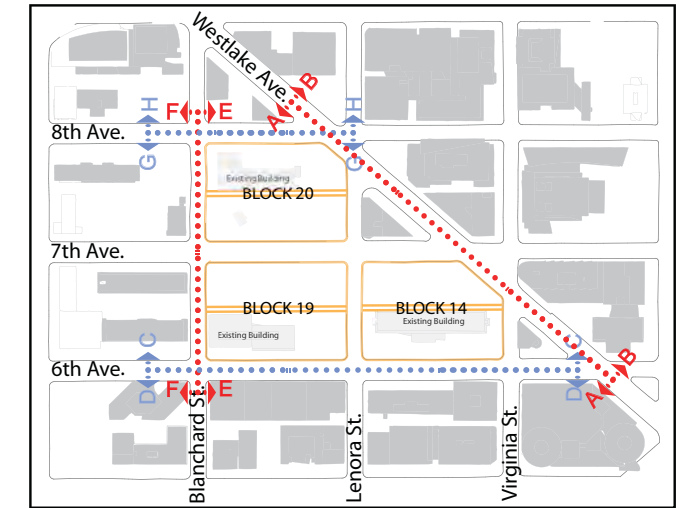 Westlake Ave.
B
A
H
H
F
E
8th Ave.
G
G
Existing Building
BLOCK 20
7th Ave.
BLOCK 19
BLOCK 14
Existing Building
Existing Building
C
C
6th Ave.
B
D
D
A
F
E
Blanchard St.
Lenora St.
Virginia St.